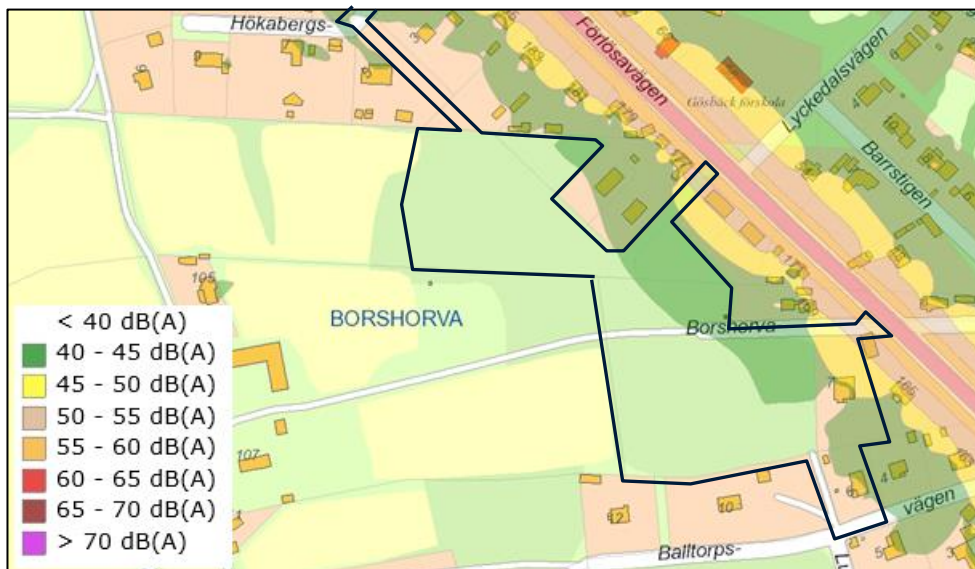 Hökabergs-
Förlösavägen
Lyckedalsvägen
Gösbäck förskola
Barrstigen
105
BORSHORVA
Borshorva
< 40 dB(A)
40 - 45 dB(A)
45 - 50 dB(A)
50 - 55 dB(A)
55 - 60 dB(A)
60 - 65 dB(A)
65 - 70 dB(A)
> 70 dB(A)
107
12
10
vägen
Balltorps-